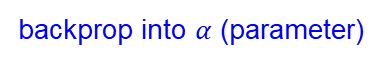 backprop into α (parameter)